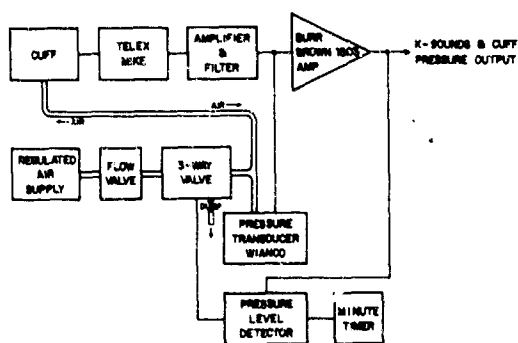 CUFF
TELEX
MIKE
AMPLIFIER
&
FILTER
BURR
BROWN
AMP
K-SOUNDS & CUFF
PRESSURE OUTPUT
AIR
AIR
REGULATED
AIR
SUPPLY
FLOW
VALVE
3-WAY
VALVE
DUMP
PRESSURE
TRANSDUCER
WIANCO
PRESSURE
LEVEL
DETECTOR
MINUTE
TIMER